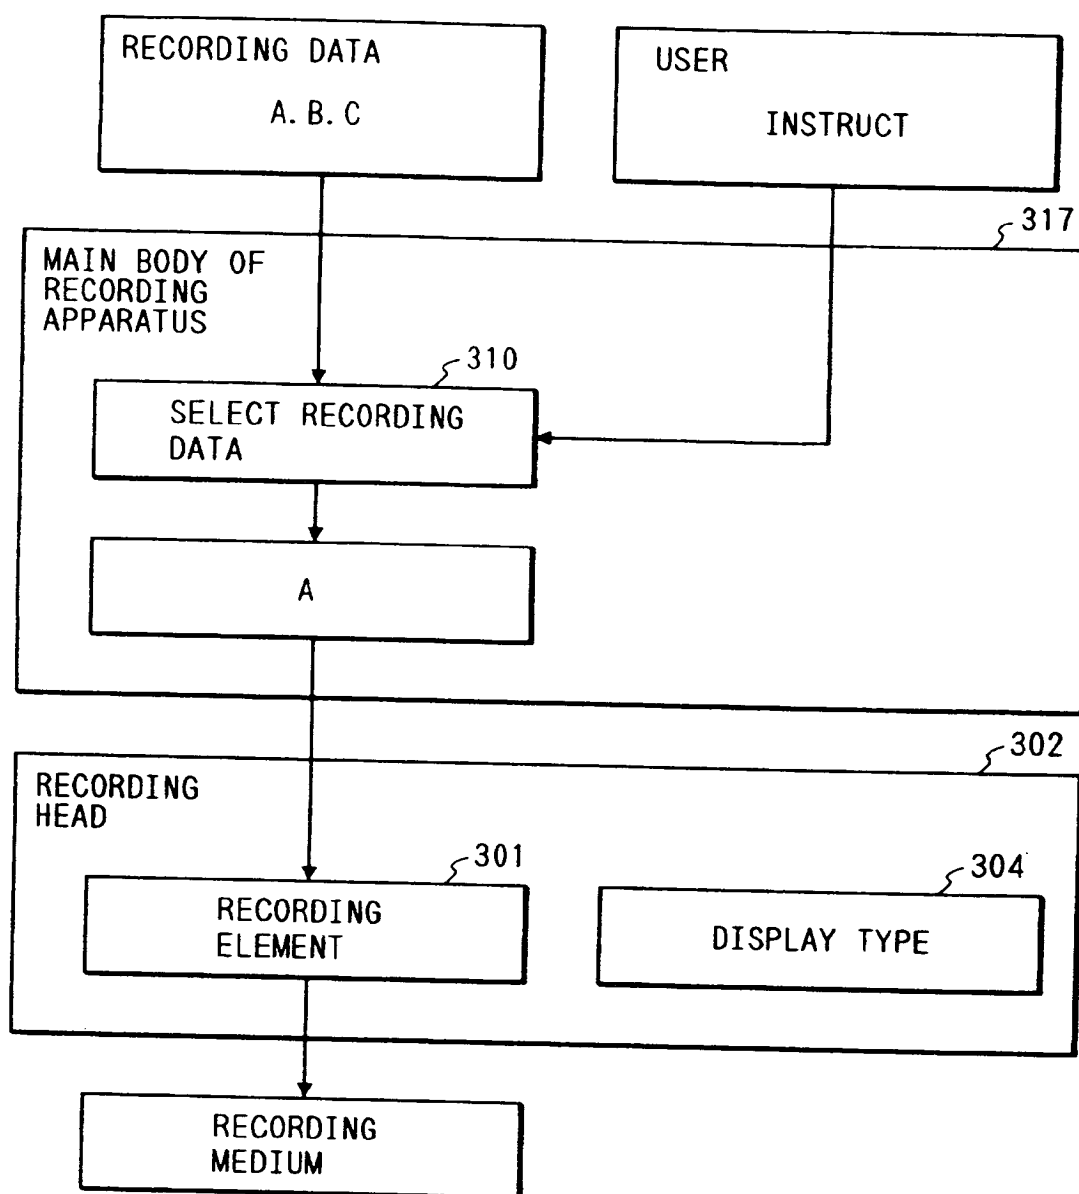 RECORDING DATA
A.B.C
USER
INSTRUCT
317
MAIN BODY OF
RECORDING
APPARATUS
310
SELECT RECORDING
DATA
A
302
RECORDING
HEAD
301
RECORDING
ELEMENT
304
DISPLAY TYPE
RECORDING
MEDIUM